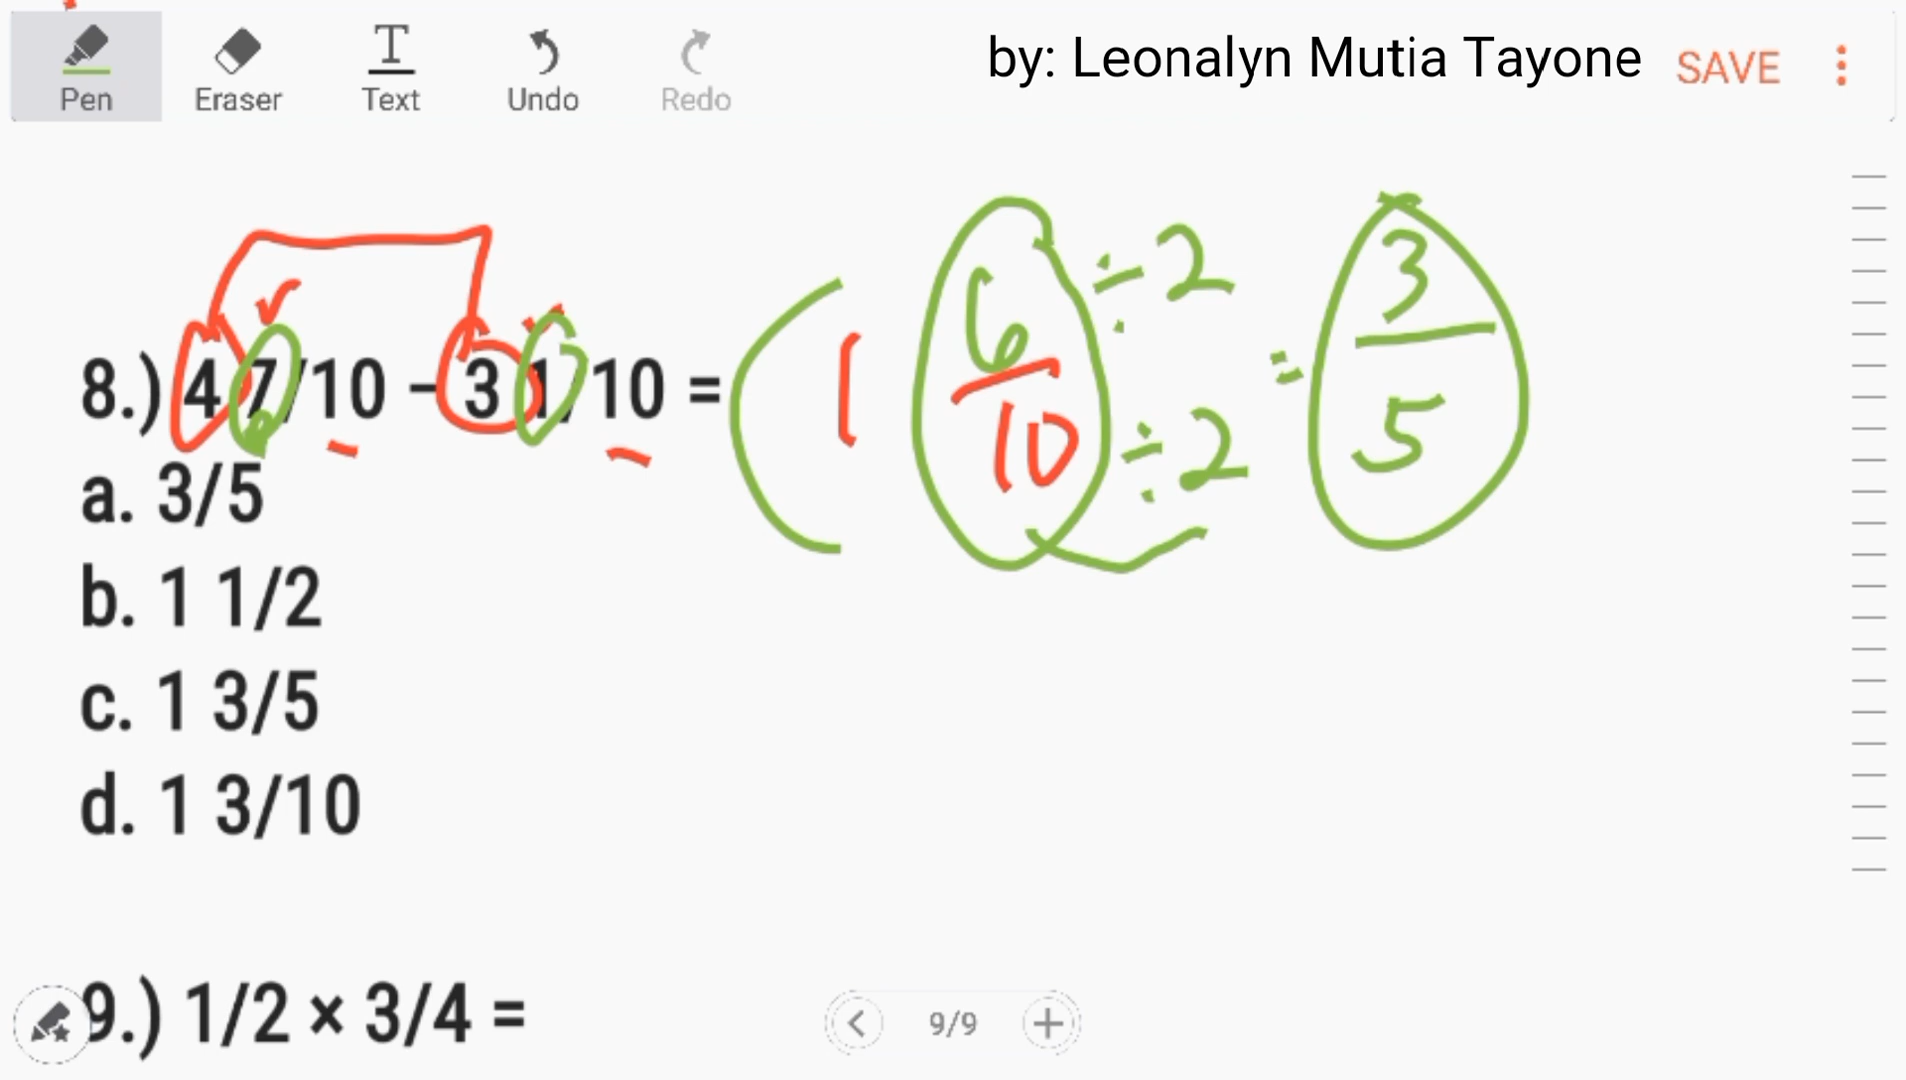 by: Leonalyn Mutia Tayone
SAVE
Pen
Eraser
Text
Undo
Redo
8.) 4 7/10 – 3 1/10 = 1 6/10 ÷2 ÷2 = 3/5
a. 3/5
b. 1 1/2
c. 1 3/5
d. 1 3/10
9.) 1/2 × 3/4 =
9/9